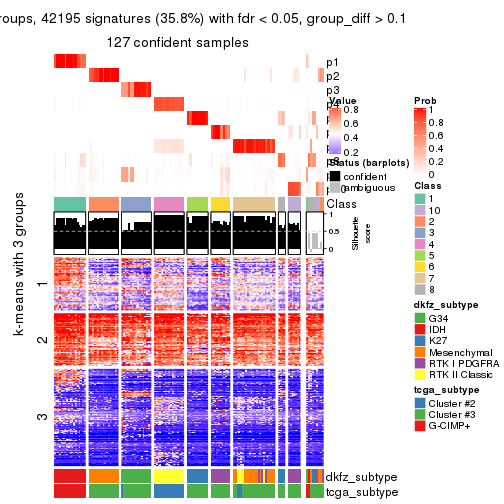 roups, 42195 signatures (35.8%) with fdr < 0.05, group_diff > 0.1
127 confident samples
p1
p2
p3
Class
1
0.5
0
Silhouette
score
k-means with 3 groups
1
2
3
dkfz_subtype
tcga_subtype
Value
0.8
0.6
0.4
0.2
Status (barplots)
confident
ambiguous
Prob
1
0.8
0.6
0.4
0.2
0
Class
1
10
2
3
4
5
6
7
8
dkfz_subtype
G34
IDH
K27
Mesenchymal
RTK I PDGFRA
RTK II Classic
tcga_subtype
Cluster #2
Cluster #3
G-CIMP+